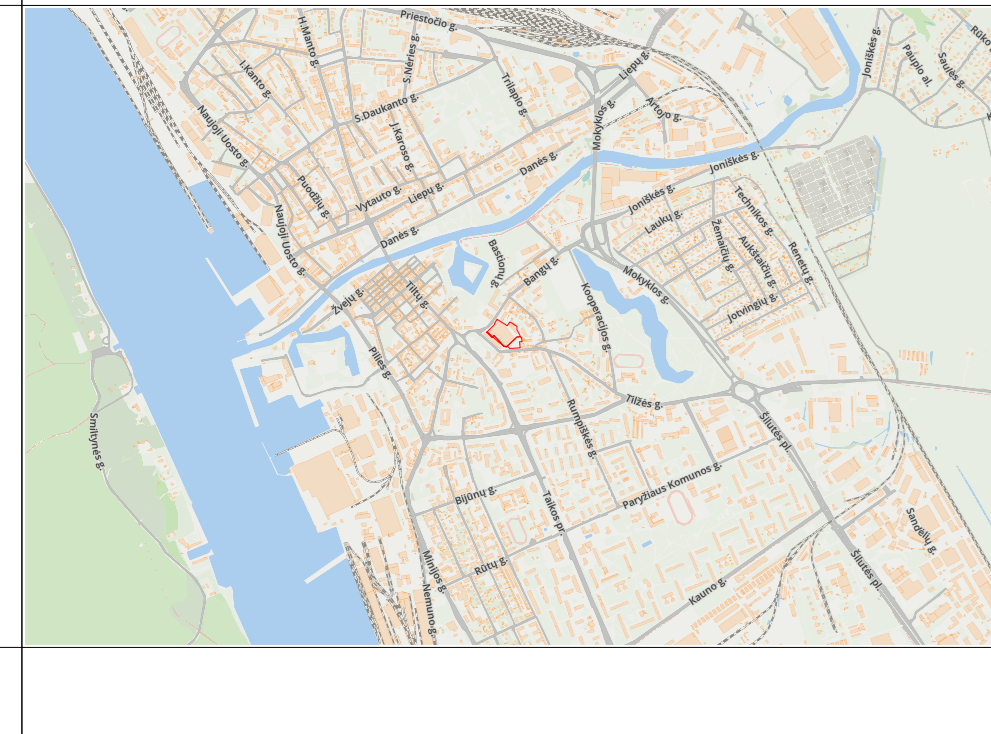 Priestočio g.
H.Manto g.
S.Nėries g.
Liepų g.
Joniškės g.
Paupio al.
Saulės g.
I.Kanto g.
Trilapio g.
S.Daukanto g.
Mokyklos g.
Artojo g.
Naujoji Uosto g.
J.Karoso g.
Danės g.
Joniškės g.
Puodžių g.
Vytauto g.
Liepų g.
Joniškės g.
Technikos g.
Naujoji Uosto g.
Danės g.
Laukų g.
Žemaičių g.
Aukštaičių g.
Renetų g.
Bastionų g.
Bangų g.
Mokyklos g.
Žvejų g.
Tiltų g.
Kooperacijos g.
Jotvingių g.
Pilies g.
Smiltynės g.
Rumpiškės g.
Tilžės g.
Šilutės pl.
Bijūnų g.
Taikos pr.
Paryžiaus Komunos g.
Sandėlių g.
Minijos g.
Rūtų g.
Nemuno g.
Kauno g.
Šilutės pl.